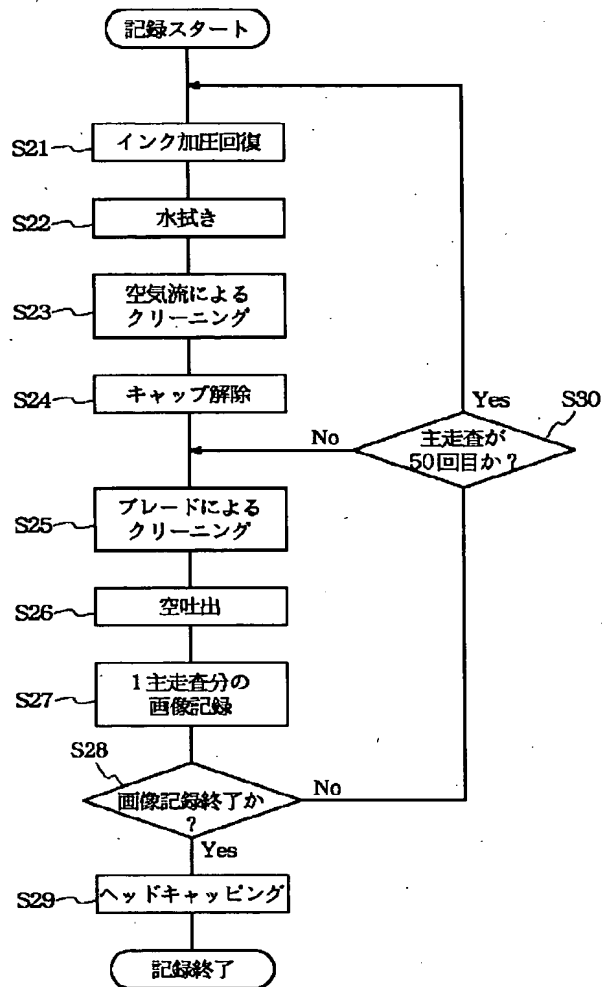 記録スタート
S21
インク加圧回復
S22
水拭き
S23
空気流による
クリーニング
S24
キャップ解除
Yes
S30
No
主走査が
50回目か?
S25
ブレードによる
クリーニング
S26
空吐出
S27
1主走査分の
画像記録
S28
画像記録終了か
?
No
Yes
S29
ヘッドキャッピング
記録終了